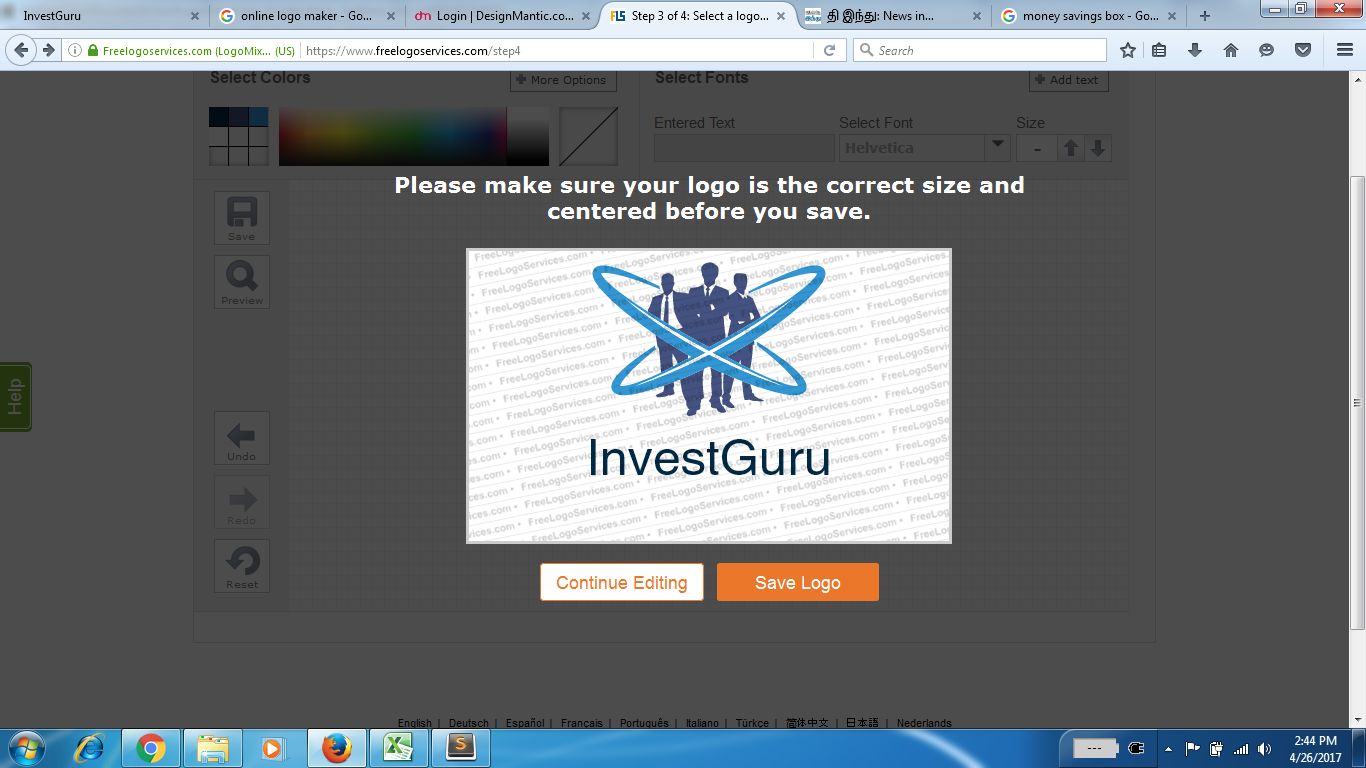 InvestGuru
online logo maker - Go...
Login | DesignMantic.co...
Step 3 of 4: Select a logo...
தி இந்து: News in...
money savings box - Go...
Freelogoservices.com (LogoMix... (US)
https://www.freelogoservices.com/step4
Search
Select Colors
More Options
Select Fonts
Add text
Entered Text
Select Font
Size
Helvetica
-
Please make sure your logo is the correct size and
centered before you save.
Save
Preview
Help
Undo
Redo
Reset
FreeLogoServices.com
InvestGuru
Continue Editing
Save Logo
English | Deutsch | Español | Français | Português | Italiano | Türkçe | 简体中文 | 日本語 | Nederlands
2:44 PM
4/26/2017